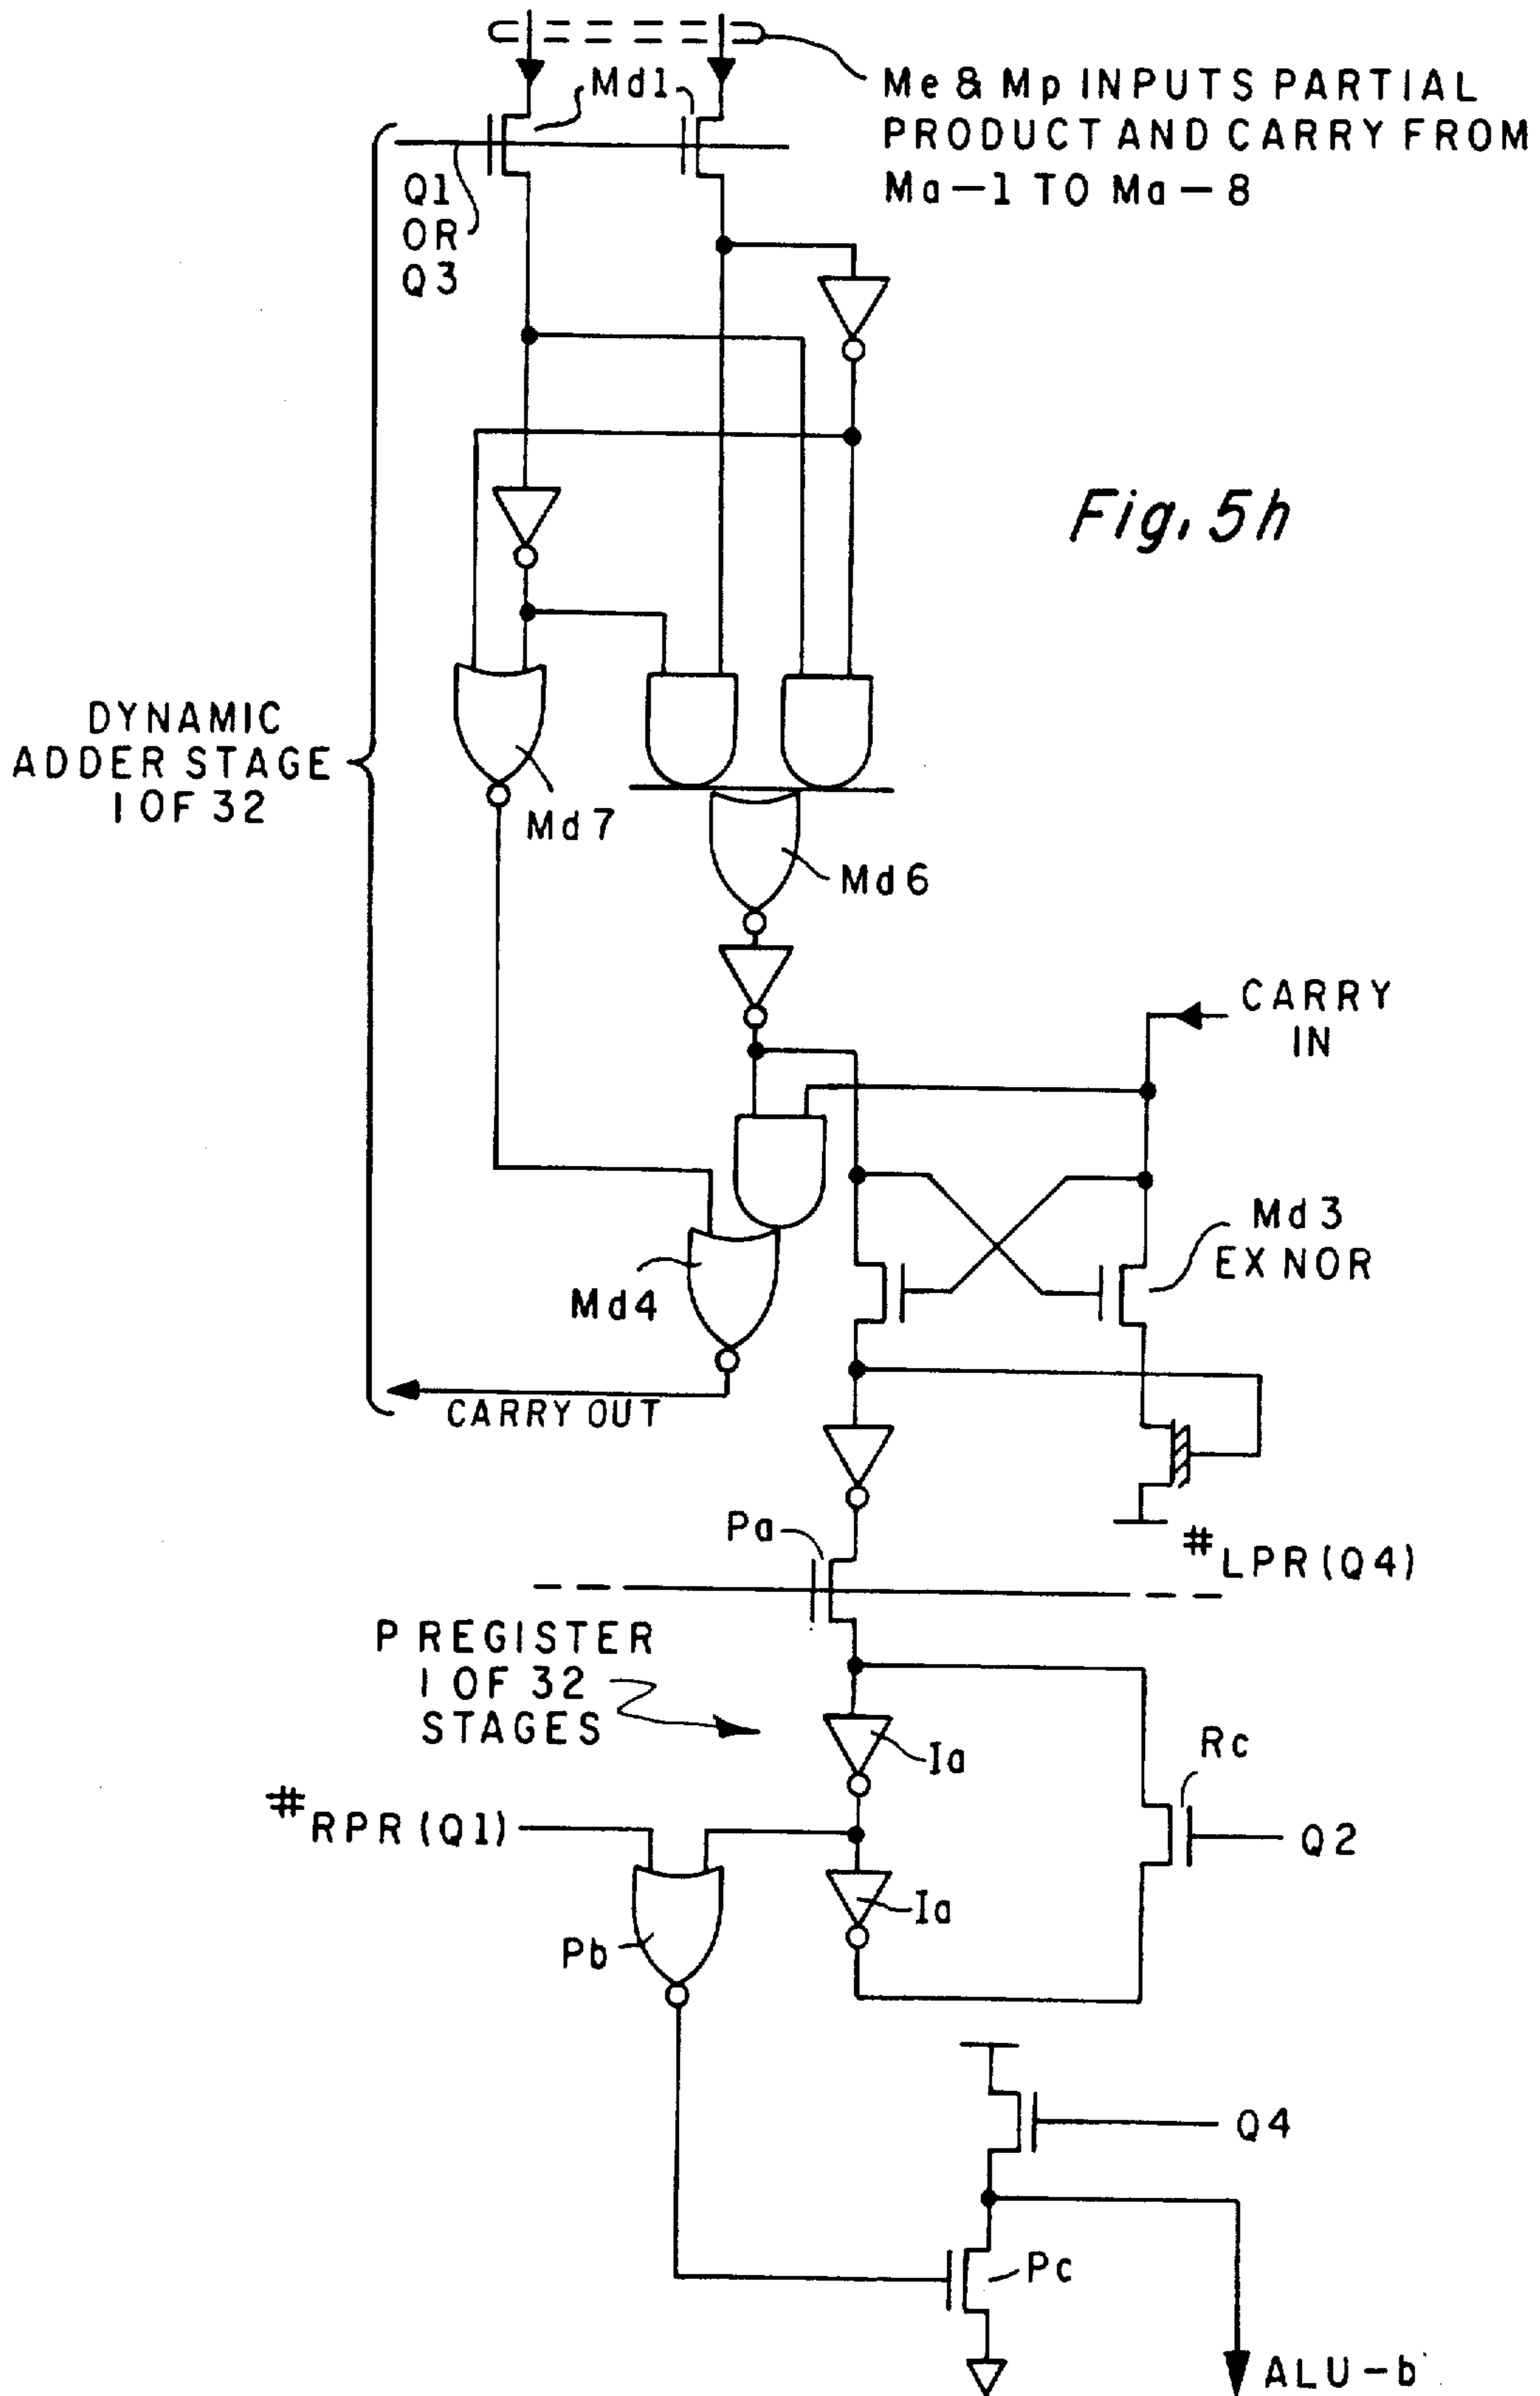 Md1
Me & Mp INPUTS PARTIAL
PRODUCT AND CARRY FROM
Ma-1 TO Ma-8
Q1
OR
Q3
Fig. 5h
DYNAMIC
ADDER STAGE
1 OF 32
Md7
Md6
CARRY
IN
Md3
EX NOR
Md4
CARRY OUT
Pa
#LPR(Q4)
P REGISTER
1 OF 32
STAGES
Ia
Rc
#RPR(Q1)
Q2
Ia
Pb
Q4
Pc
ALU-b